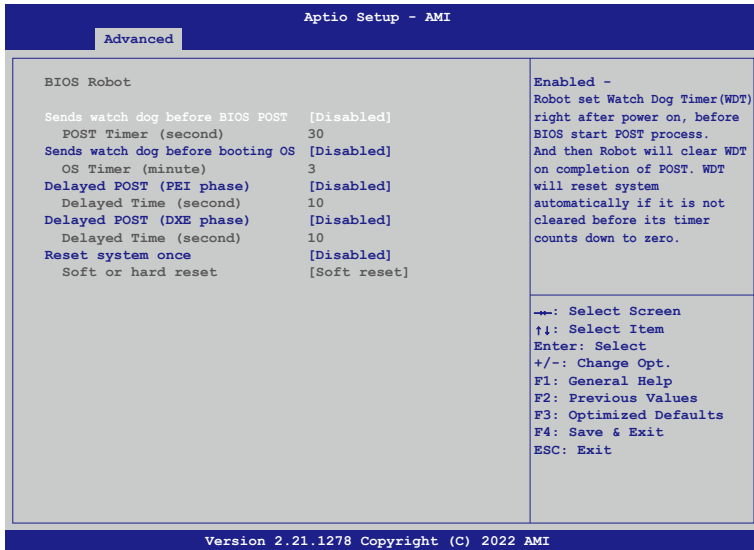 Aptio Setup - AMI
Advanced
BIOS Robot
Sends watch dog before BIOS POST [Disabled]
POST Timer (second) 30
Sends watch dog before booting OS [Disabled]
OS Timer (minute) 3
Delayed POST (PEI phase) [Disabled]
Delayed Time (second) 10
Delayed POST (DXE phase) [Disabled]
Delayed Time (second) 10
Reset system once [Disabled]
Soft or hard reset [Soft reset]
Enabled -
Robot set Watch Dog Timer(WDT)
right after power on, before
BIOS start POST process.
And then Robot will clear WDT
on completion of POST. WDT
will reset system
automatically if it is not
cleared before its timer
counts down to zero.
→←: Select Screen
↑↓: Select Item
Enter: Select
+/-: Change Opt.
F1: General Help
F2: Previous Values
F3: Optimized Defaults
F4: Save & Exit
ESC: Exit
Version 2.21.1278 Copyright (C) 2022 AMI